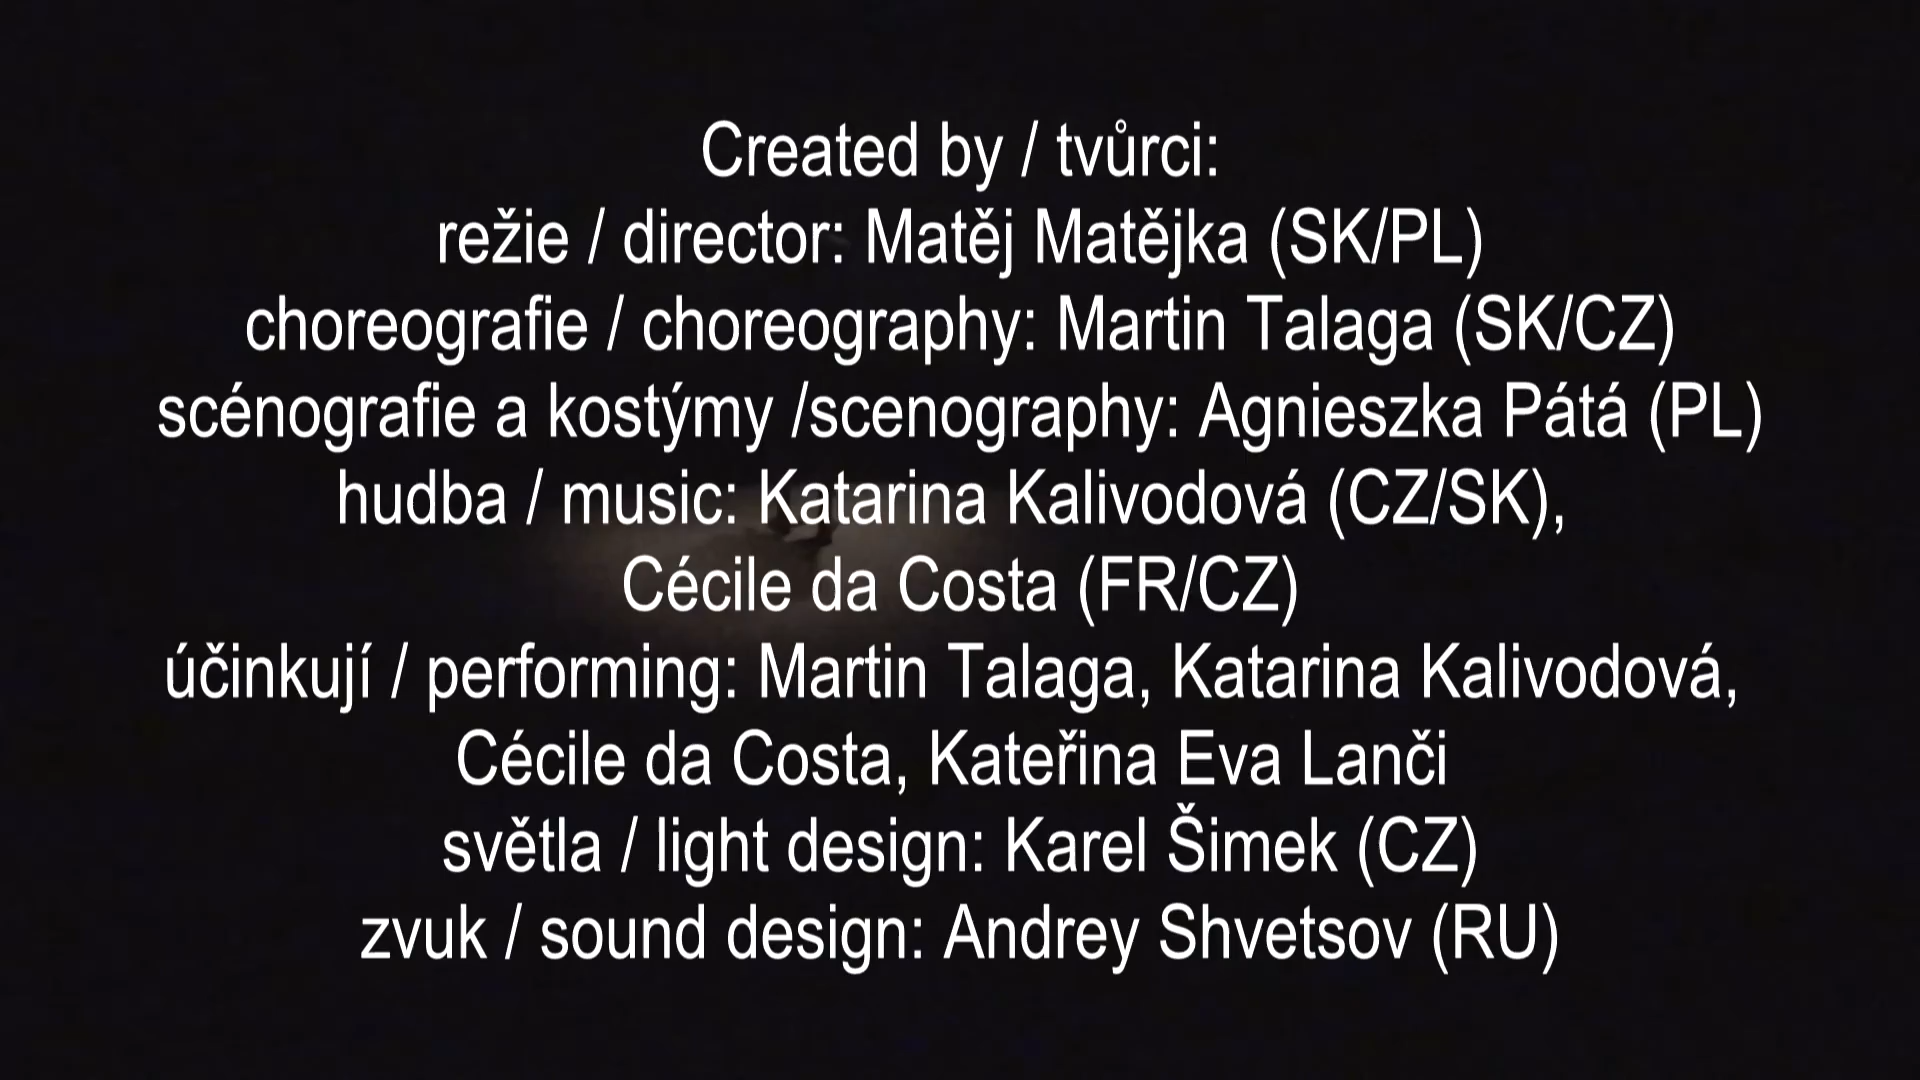 Created by / tvůrci:
režie / director: Matěj Matějka (SK/PL)
choreografie / choreography: Martin Talaga (SK/CZ)
scénografie a kostýmy /scenography: Agnieszka Pátá (PL)
hudba / music: Katarina Kalivodová (CZ/SK),
Cécile da Costa (FR/CZ)
účinkují / performing: Martin Talaga, Katarina Kalivodová,
Cécile da Costa, Kateřina Eva Lanči
světla / light design: Karel Šimek (CZ)
zvuk / sound design: Andrey Shvetsov (RU)